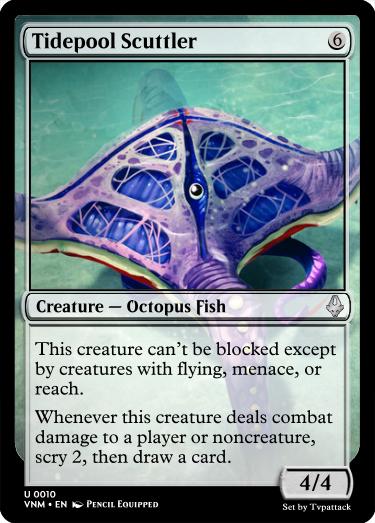 Tidepool Scuttler 6
Creature — Octopus Fish
This creature can't be blocked except
by creatures with flying, menace, or
reach.
Whenever this creature deals combat
damage to a player or noncreature,
scry 2, then draw a card.
4/4
U 0010
VNM • EN Pencil Equipped
Set by Tvpattack